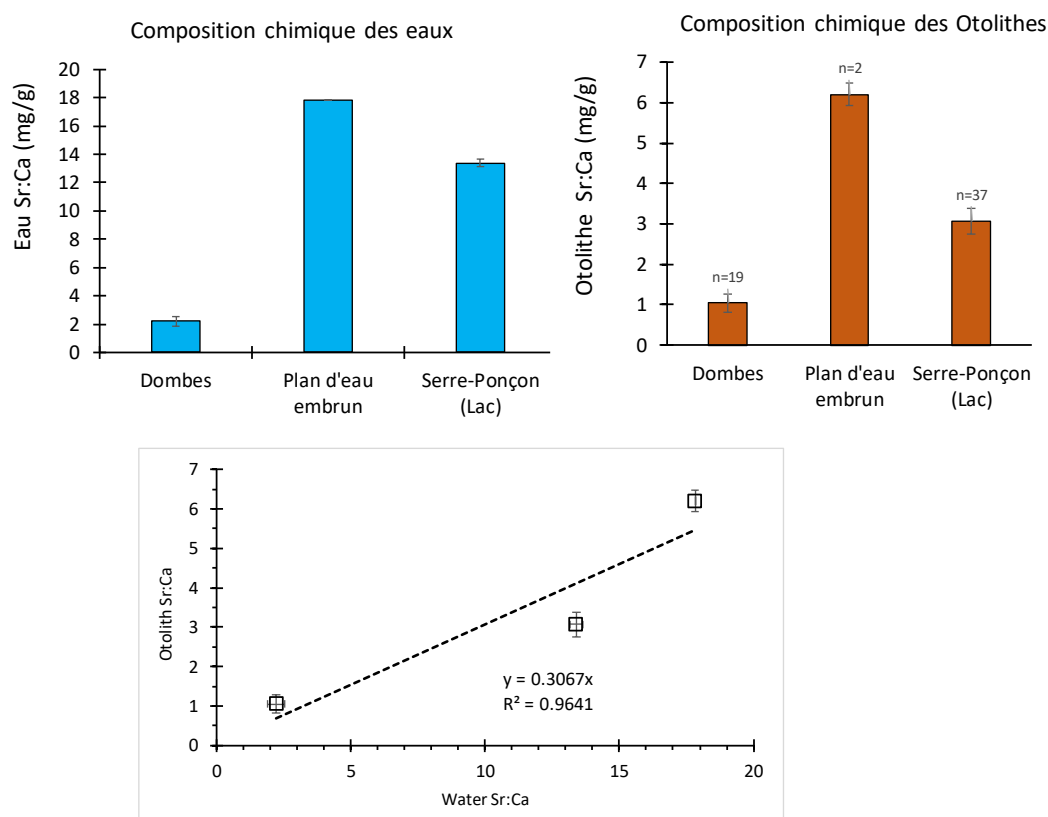 Composition chimique des eaux
Eau Sr:Ca (mg/g)
20
18
16
14
12
10
8
6
4
2
0
Dombes
Plan d'eau
embrun
Serre-Ponçon
(Lac)
Composition chimique des Otolithes
Otolithe Sr:Ca (mg/g)
7
6
5
4
3
2
1
0
n=19
n=2
n=37
Dombes
Plan d'eau
embrun
Serre-Ponçon
(Lac)
Otolith Sr:Ca
7
6
5
4
3
2
1
0
y = 0.3067x
R² = 0.9641
0 5 10 15 20
Water Sr:Ca